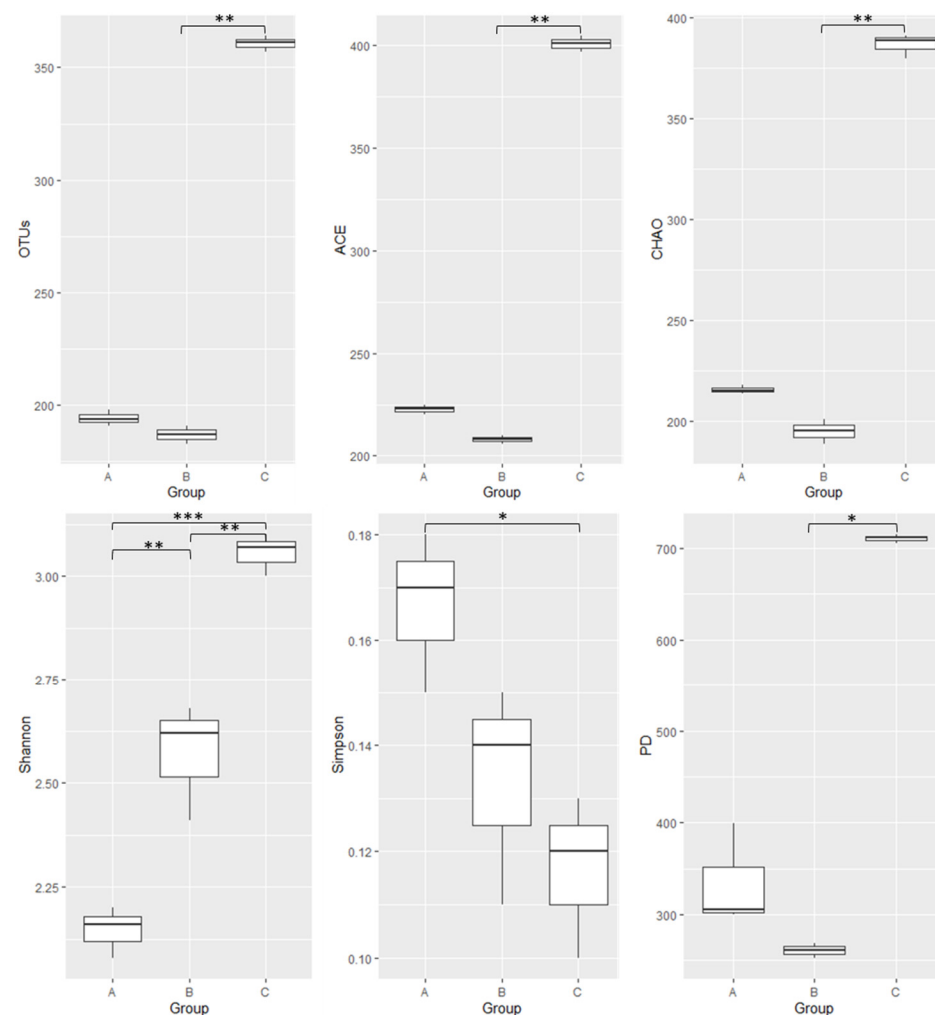 **
350
300
250
200
OTUs
A B C
Group
**
400
350
300
250
200
ACE
A B C
Group
**
400
350
300
250
200
CHAO
A B C
Group
***
**
**
3.00
2.75
2.50
2.25
Shannon
A B C
Group
*
0.18
0.16
0.14
0.12
0.10
Simpson
A B C
Group
*
700
600
500
400
300
PD
A B C
Group